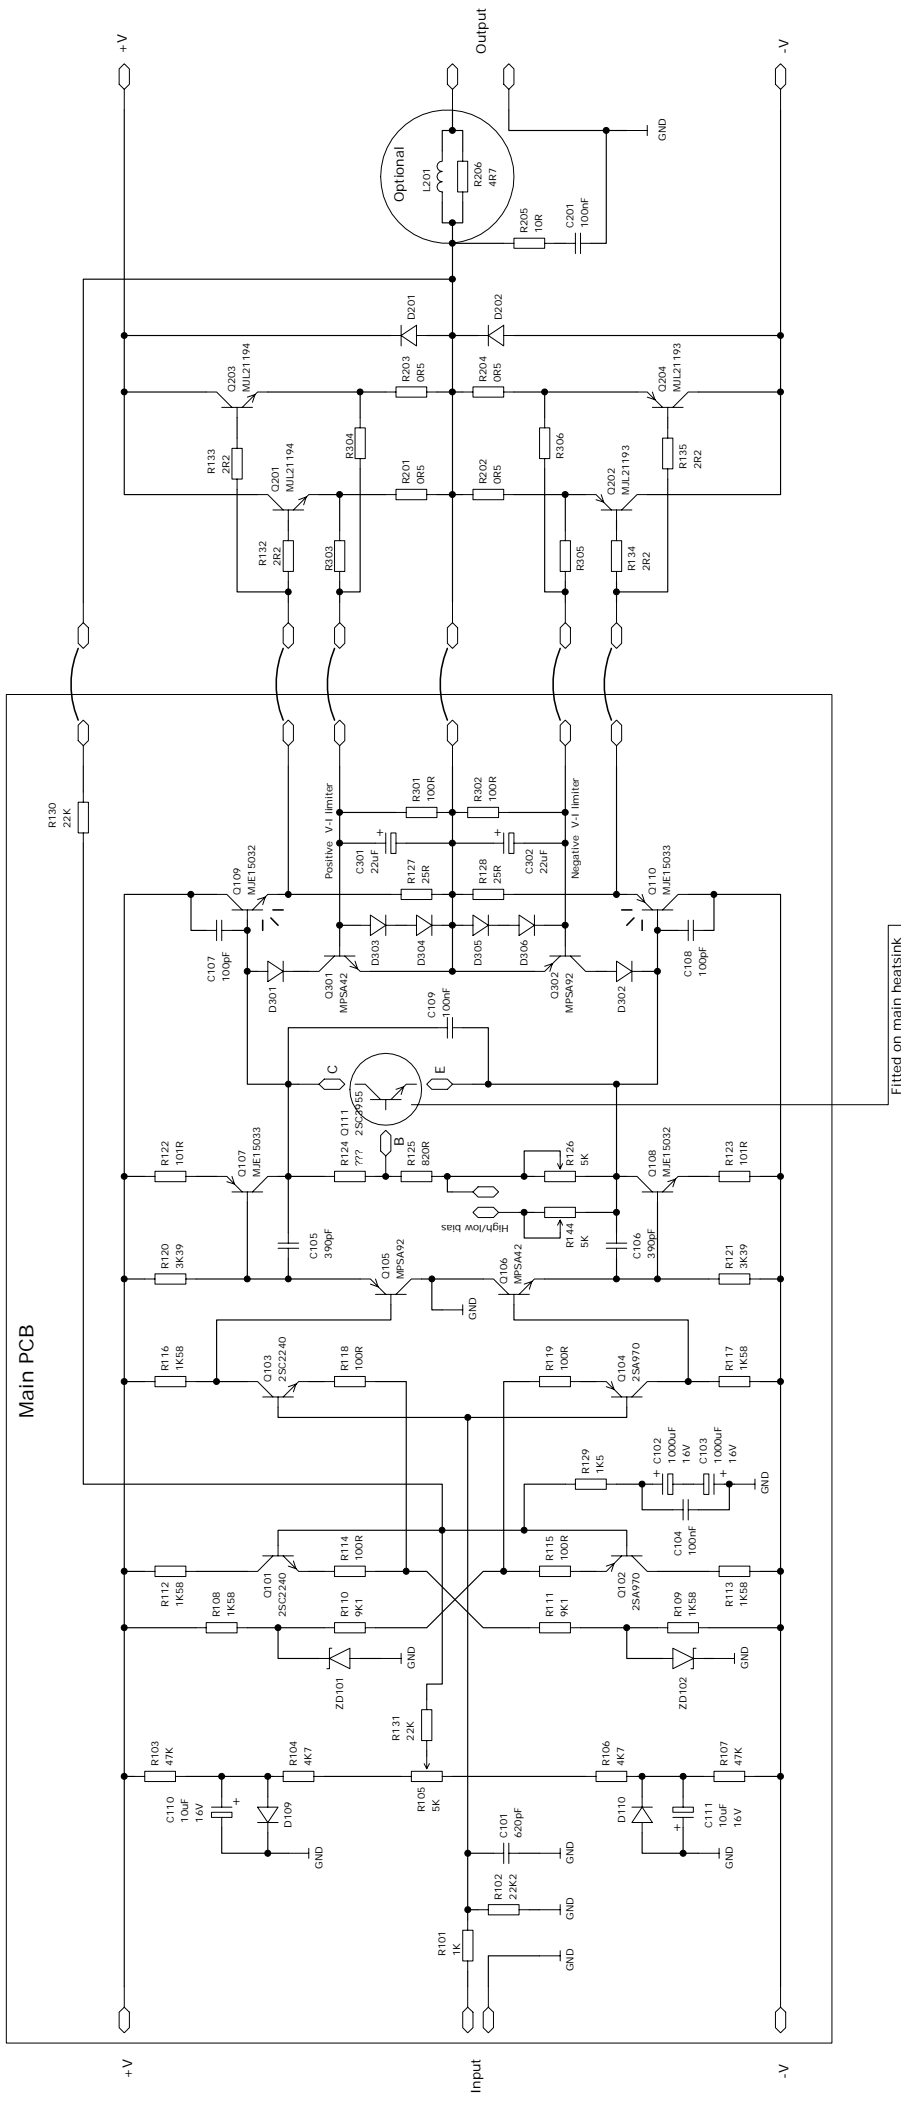 Main PCB
+V
Input
-V
R101
1K
GND
R102
22K2
GND
C101
620pF
GND
R103
47K
C110
10uF
16V
+
D109
GND
R104
4K7
R105
5K
R131
22K
R106
4K7
D110
C111
10uF
16V
+
GND
R107
47K
R108
1K58
ZD101
GND
R110
9K1
R111
9K1
R109
1K58
ZD102
GND
R112
1K58
Q101
2SC2240
R114
100R
R115
100R
Q102
2SA970
R113
1K58
R129
1K5
C104
100nF
C102
1000uF
16V
+
C103
1000uF
16V
+
GND
R116
1K58
Q103
2SC2240
R118
100R
R119
100R
Q104
2SA970
R117
1K58
R120
3K39
C105
390pF
Q105
MPSA92
GND
Q106
MPSA42
C106
390pF
R121
3K39
R122
101R
Q107
MJE15033
R124
???
Q111
2SC3955
B
C
E
R125
820R
High/low bias
R144
5K
R126
5K
Q108
MJE15032
R123
101R
Fitted on main heatsink
C109
100nF
C107
100pF
D301
Q301
MPSA42
Q109
MJE15032
D303
D304
D305
D306
Q302
MPSA92
D302
C108
100pF
Q110
MJE15033
R127
25R
R128
25R
Positive V-I limiter
C301
22uF
+
C302
22uF
+
Negative V-I limiter
R301
100R
R302
100R
R130
22K
R132
2R2
R133
2R2
Q201
MJL21194
Q203
MJL21194
R303
R304
R201
0R5
R203
0R5
R202
0R5
R204
0R5
R305
R306
Q202
MJL21193
Q204
MJL21193
R134
2R2
R135
2R2
D201
D202
Optional
L201
R206
4R7
R205
10R
C201
100nF
GND
+V
Output
-V